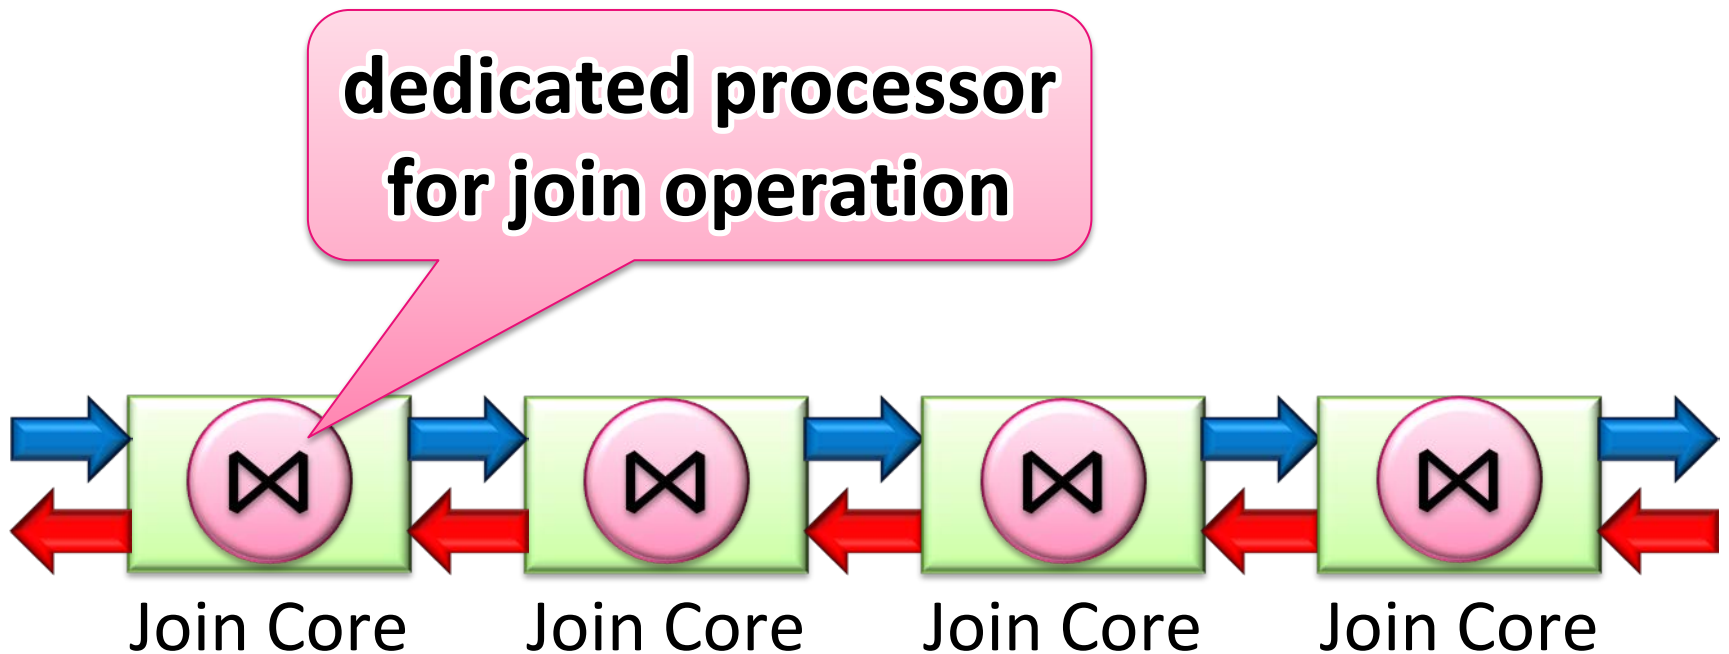 dedicated processor
for join operation
⋈ ⋈ ⋈ ⋈
Join Core Join Core Join Core Join Core